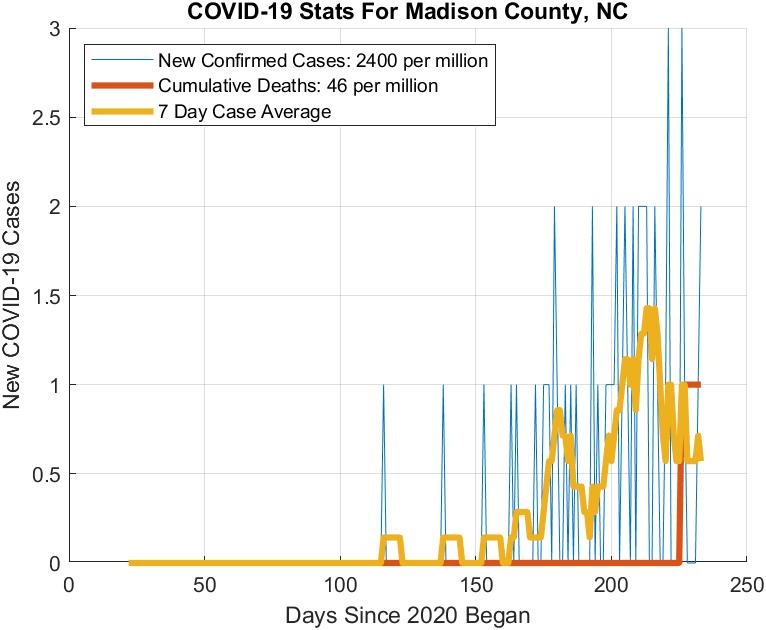 COVID-19 Stats For Madison County, NC
3
2.5
2
1.5
1
0.5
0
New COVID-19 Cases
New Confirmed Cases: 2400 per million
Cumulative Deaths: 46 per million
7 Day Case Average
0 50 100 150 200 250
Days Since 2020 Began